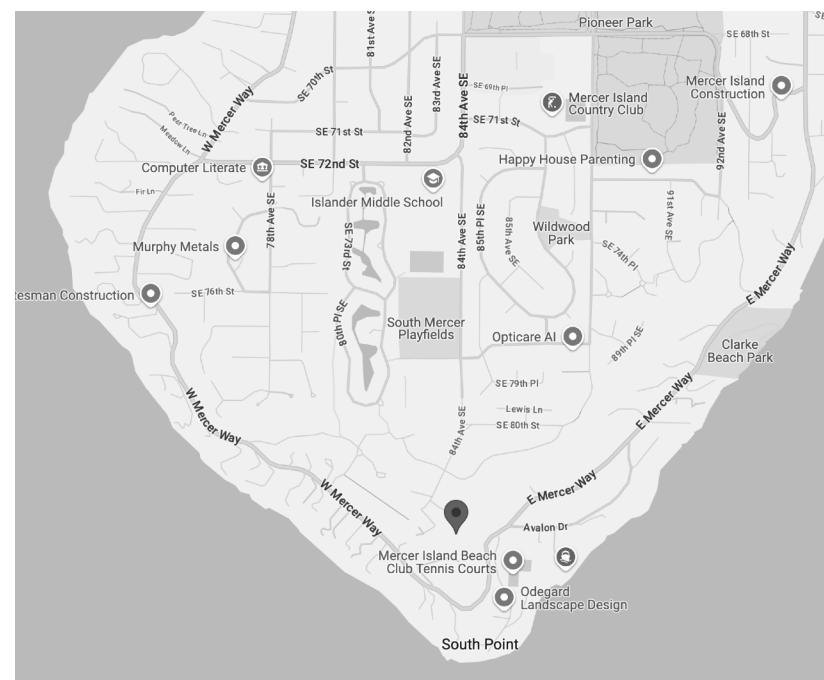 Pioneer Park
SE 68th St
81st Ave S
83rd Ave SE
84th Ave SE
SE 70th St
SE 69th Pl
Mercer Island
Construction
W Mercer Way
Pear Tree Ln
Meadow Ln
82nd Ave SE
Mercer Island
Country Club
SE 71st St
SE 71st St
92nd Ave SE
Computer Literate
SE 72nd St
Happy House Parenting
Islander Middle School
Fir Ln
78th Ave SE
SE 73rd St
84th Ave SE
85th Pl SE
85th Ave SE
Wildwood
Park
91st Ave SE
Murphy Metals
SE 74th Pl
E Mercer Way
tesman Construction
SE 76th St
80th Pl SE
South Mercer
Playfields
Opticare AI
89th Pl SE
Clarke
Beach Park
SE 79th Pl
E Mercer Way
W Mercer Way
Lewis Ln
SE 80th St
84th Ave SE
W Mercer Way
E Mercer Way
Avalon Dr
Mercer Island Beach
Club Tennis Courts
Odegard
Landscape Design
South Point